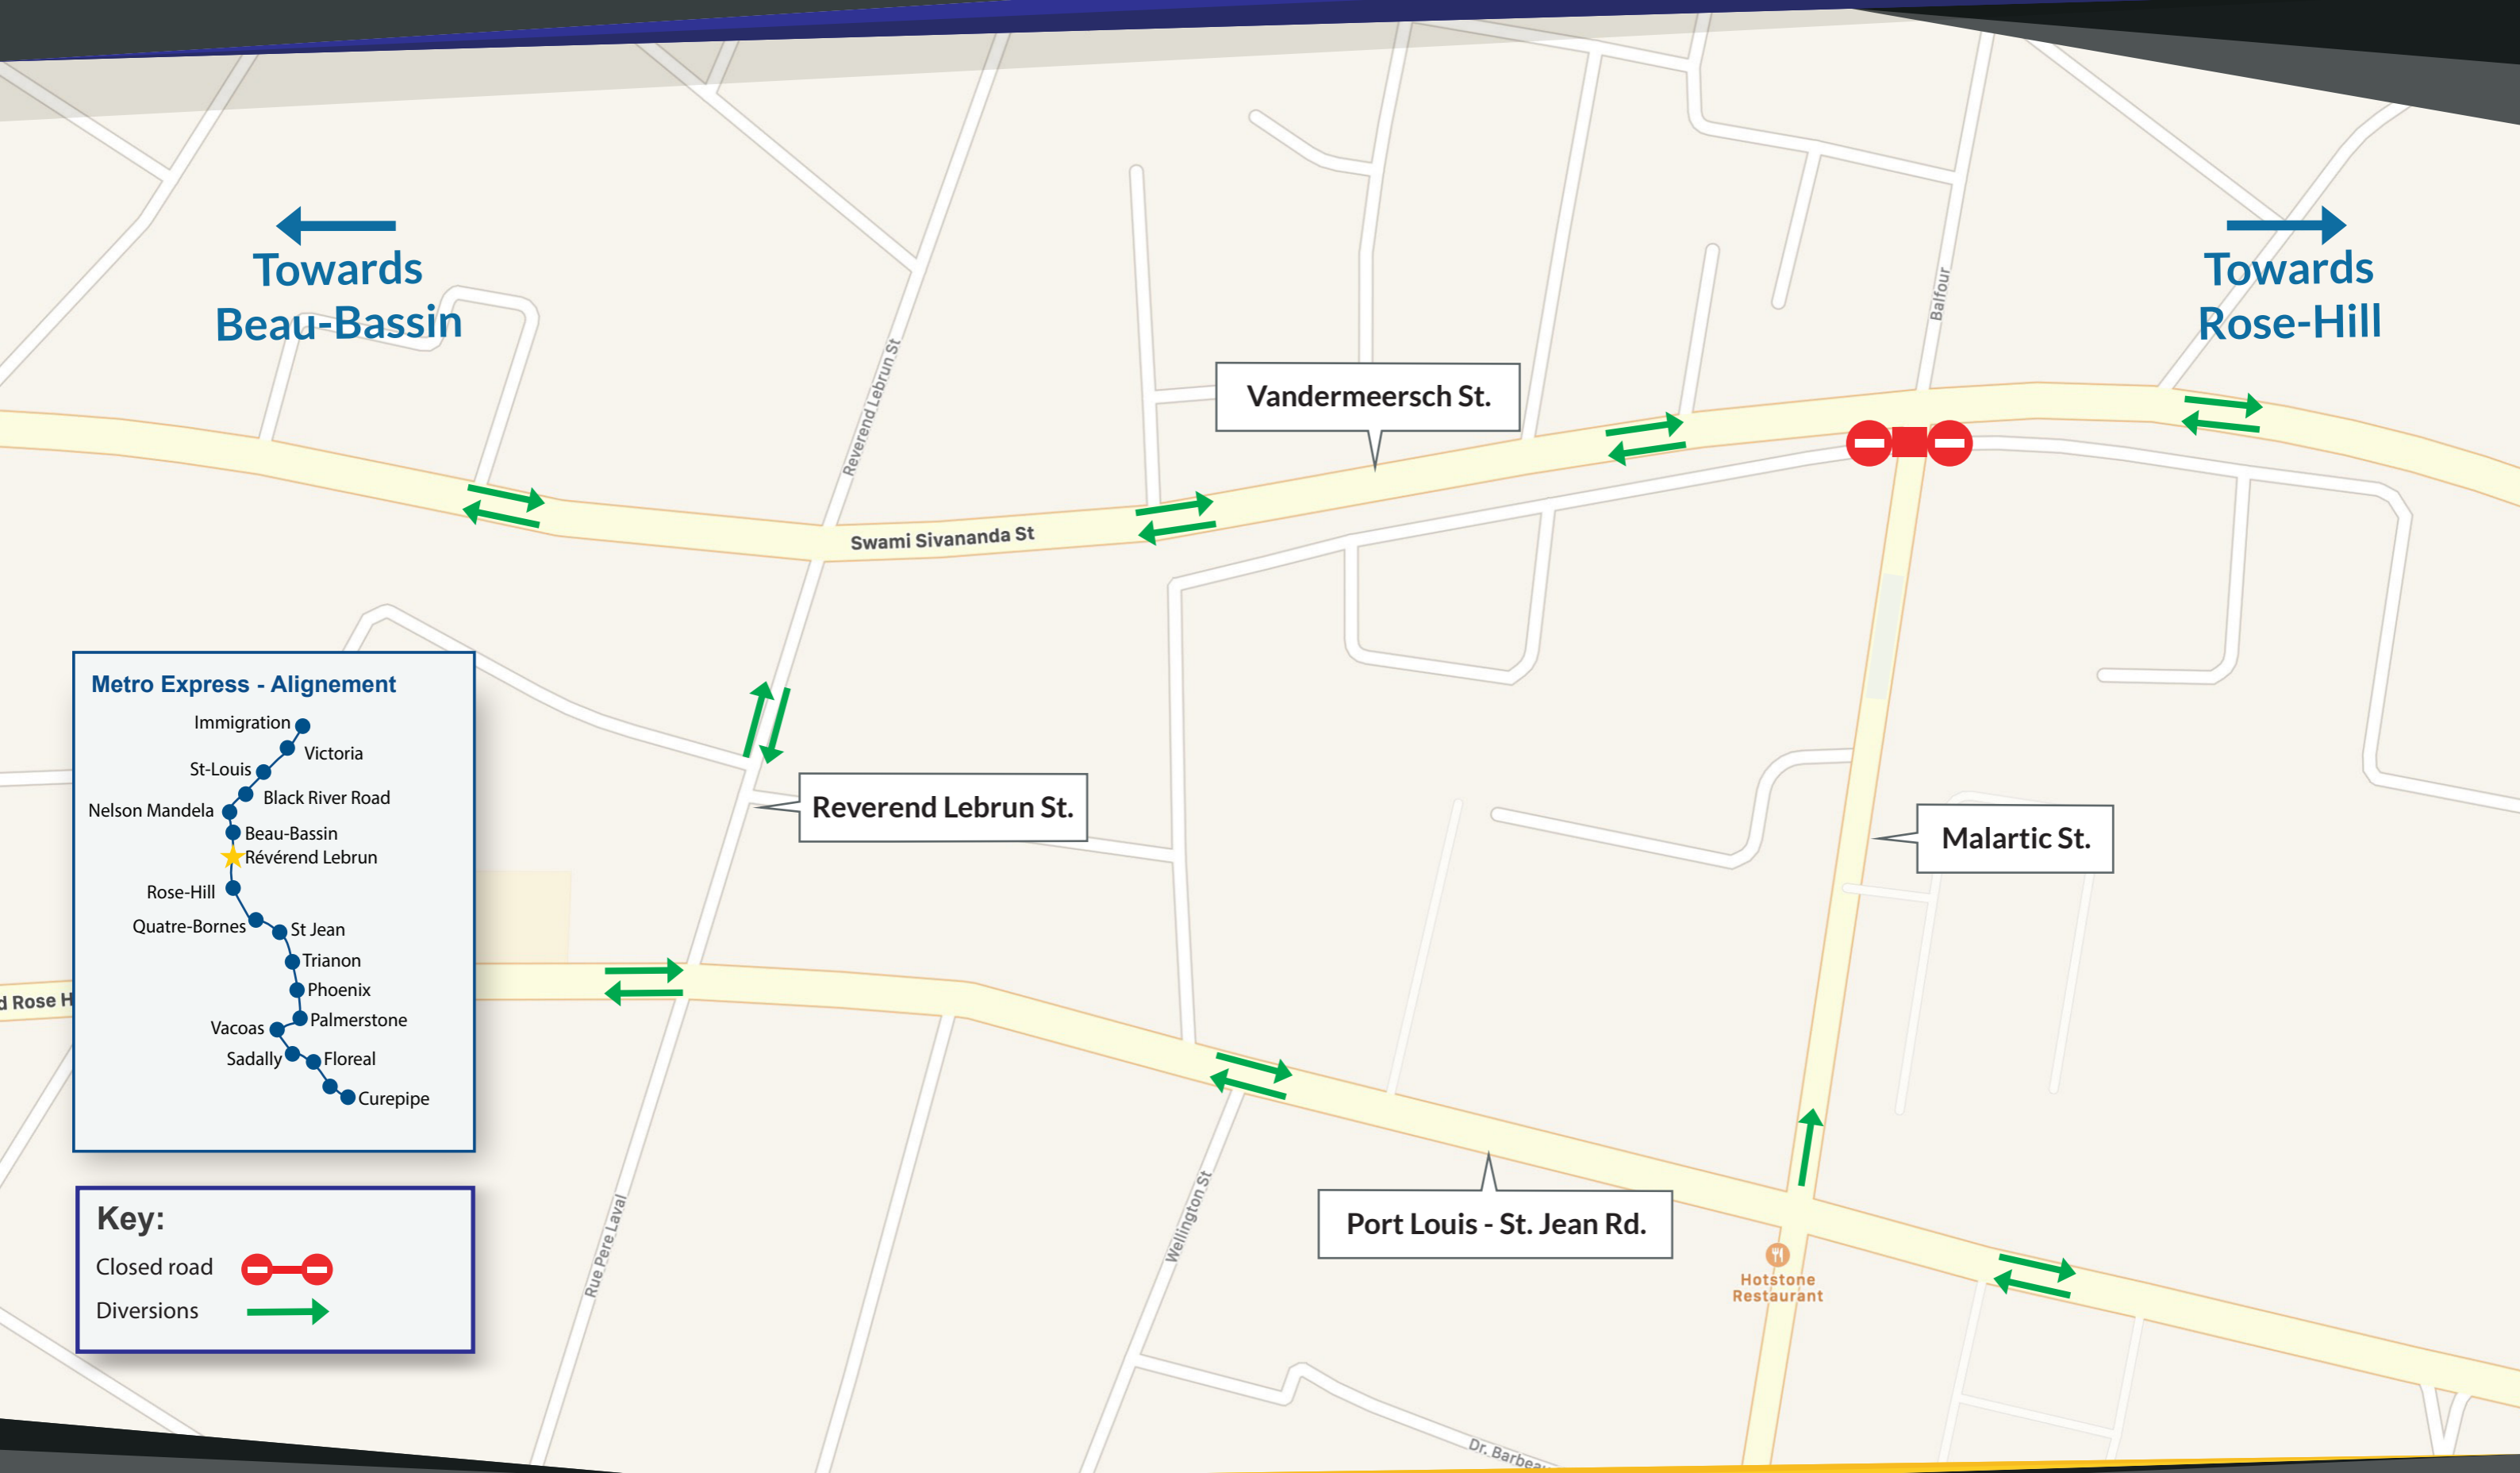 Towards
Beau-Bassin
Towards
Rose-Hill
Balfour
Reverend Lebrun St
Vandermeersch St.
Swami Sivananda St
Metro Express - Alignement
Immigration
Victoria
St-Louis
Black River Road
Nelson Mandela
Beau-Bassin
Révérend Lebrun
Rose-Hill
Quatre-Bornes
St Jean
Trianon
Phoenix
Palmerstone
Vacoas
Sadally
Floreal
Curepipe
Reverend Lebrun St.
Malartic St.
d Rose H
Key:
Closed road
Diversions
Rue Pere Laval
Wellington St
Port Louis - St. Jean Rd.
Hotstone
Restaurant
Dr. Barbeau